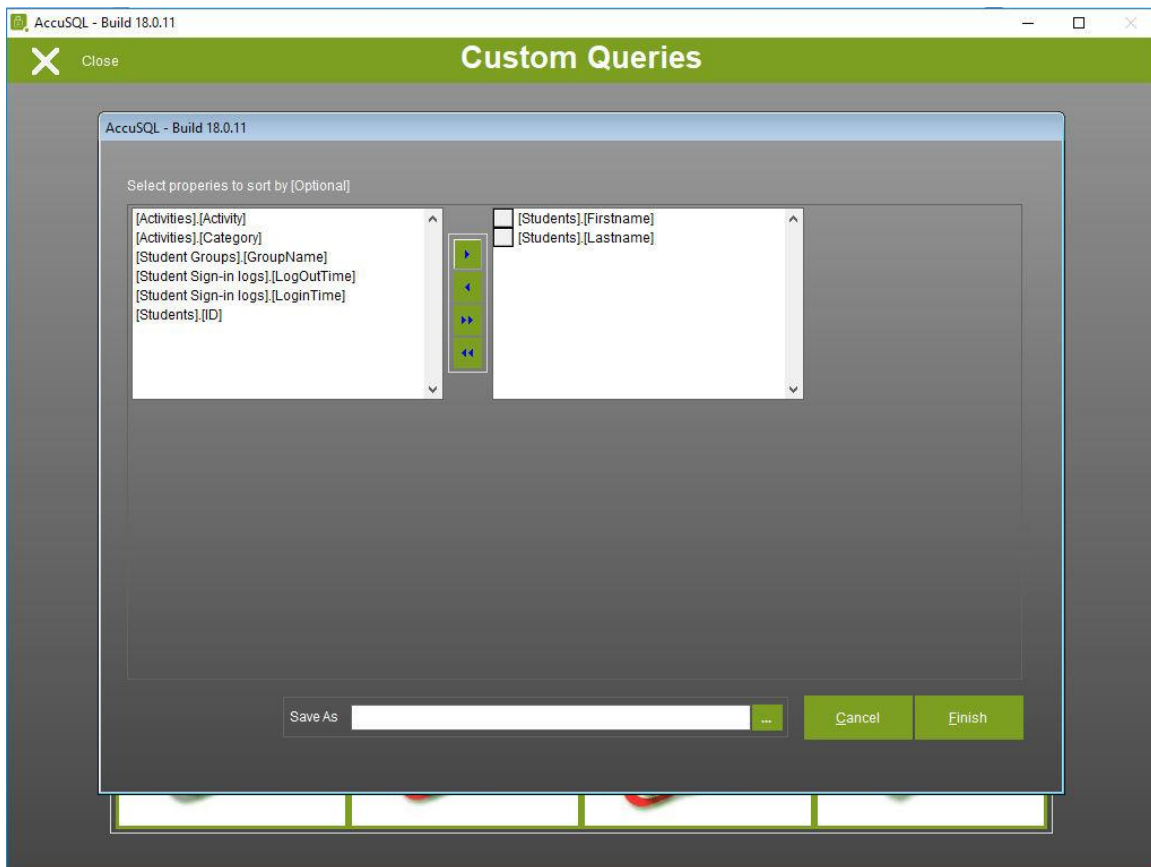 AccuSQL - Build 18.0.11
Close
Custom Queries
AccuSQL - Build 18.0.11
Select properies to sort by [Optional]
[Activities].[Activity]
[Activities].[Category]
[Student Groups].[GroupName]
[Student Sign-in logs].[LogOutTime]
[Student Sign-in logs].[LoginTime]
[Students].[ID]
[Students].[Firstname]
[Students].[Lastname]
Save As
...
Cancel
Finish